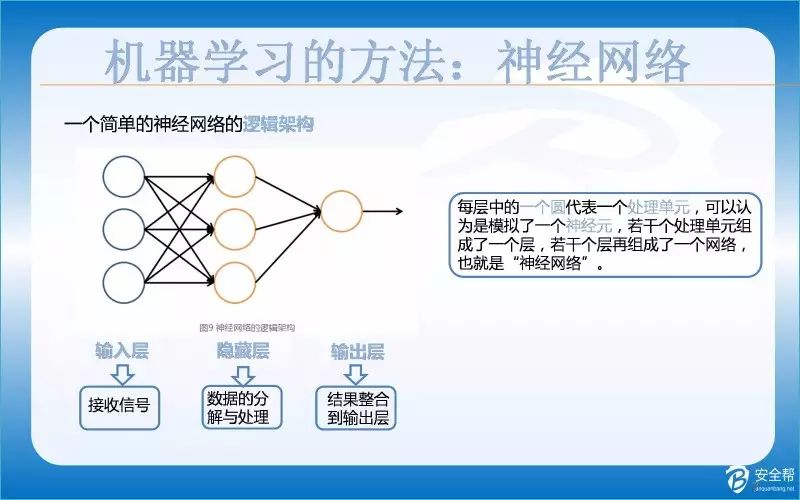 机器学习的方法：神经网络
一个简单的神经网络的逻辑架构
每层中的一个圆代表一个处理单元，可以认
为是模拟了一个神经元，若干个处理单元组
成了一个层，若干个层再组成了一个网络，
也就是“神经网络”。
图9 神经网络的逻辑架构
输入层
隐藏层
输出层
接收信号
数据的分
解与处理
结果整合
到输出层
安全帮
anquanbang.net